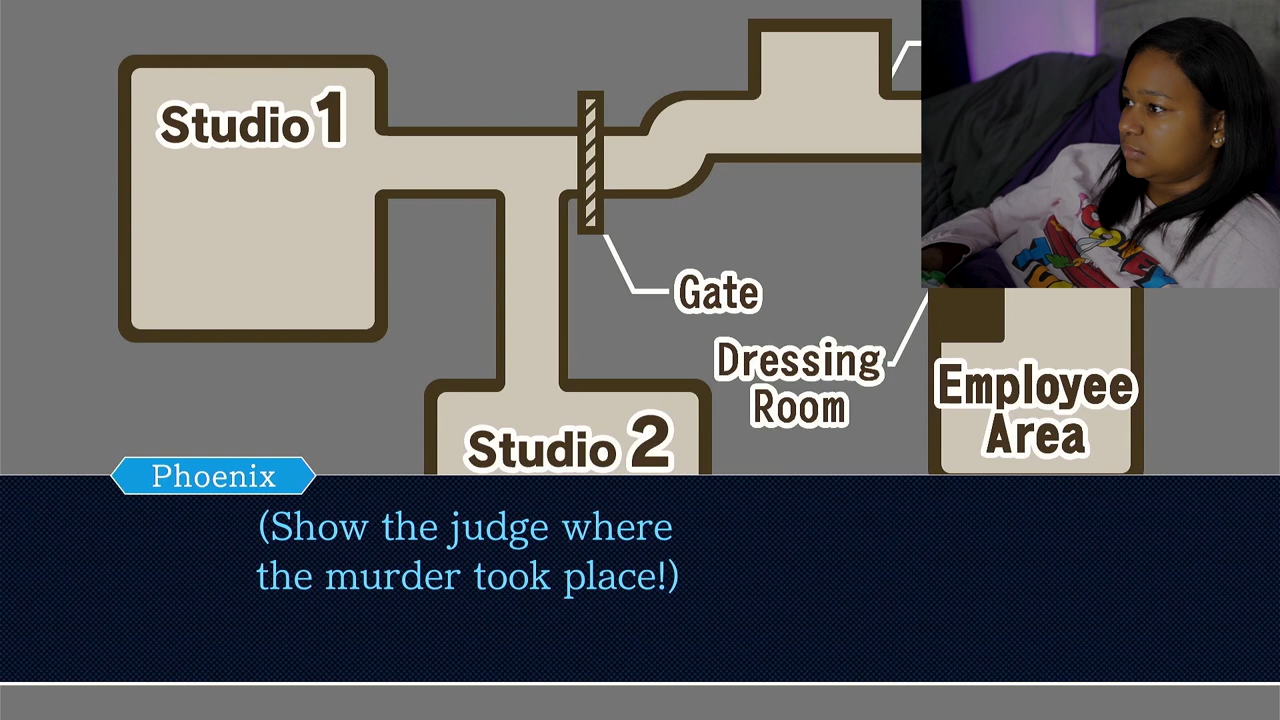 Studio 1
Gate
Dressing
Room
Employee
Area
Studio 2
Phoenix
(Show the judge where
the murder took place!)